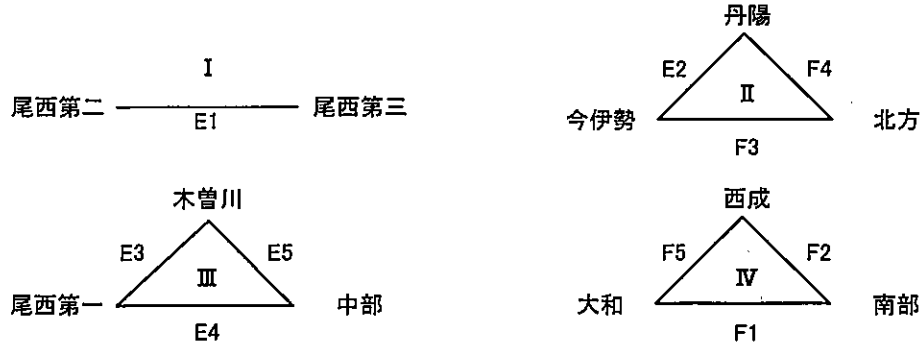 I
尾西第二 E1 尾西第三
丹陽
E2 II F4
今伊勢 F3 北方
木曽川
E3 III E5
尾西第一 E4 中部
西成
F5 IV F2
大和 F1 南部